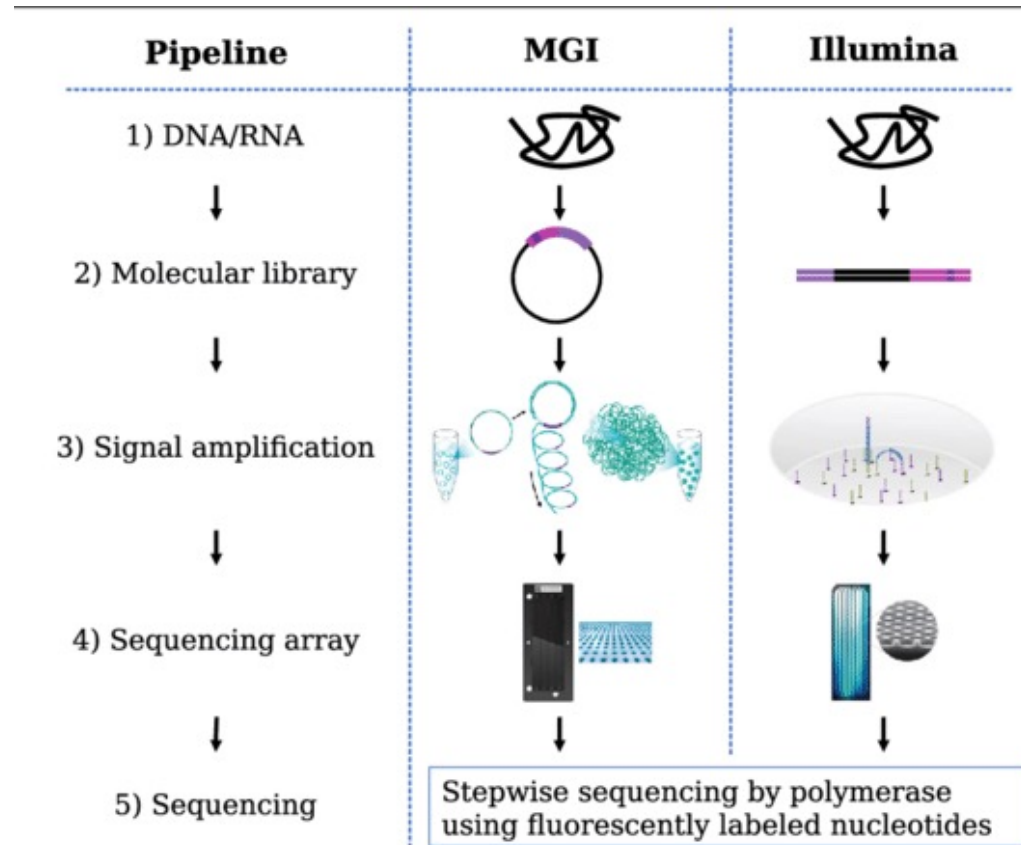 Pipeline
MGI
Illumina
1) DNA/RNA
2) Molecular library
3) Signal amplification
4) Sequencing array
5) Sequencing
Stepwise sequencing by polymerase
using fluorescently labeled nucleotides